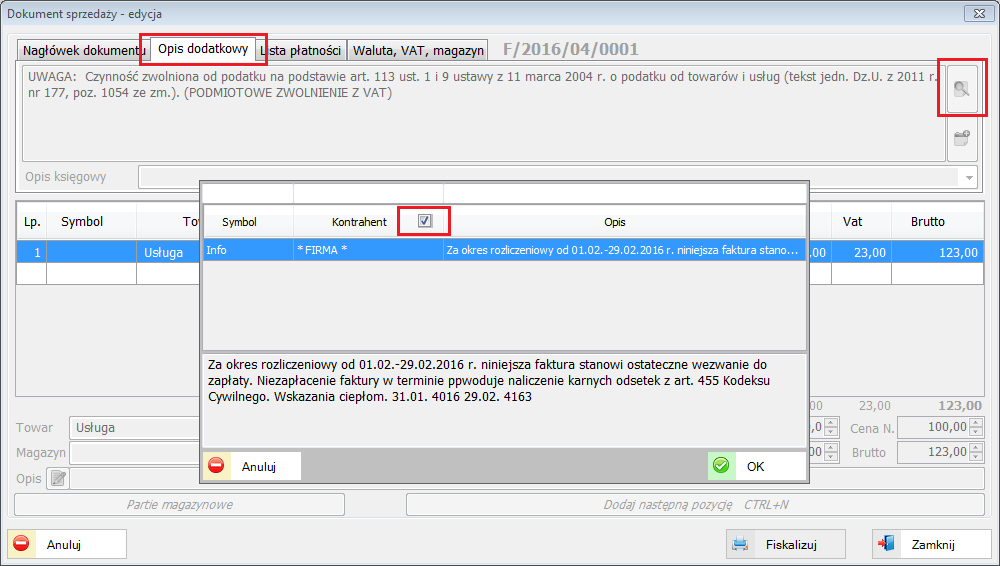 Dokument sprzedaży - edycja
Nagłówek dokumentu Opis dodatkowy Lista płatności Waluta, VAT, magazyn F/2016/04/0001
UWAGA: Czynność zwolniona od podatku na podstawie art. 113 ust. 1 i 9 ustawy z 11 marca 2004 r. o podatku od towarów i usług (tekst jedn. Dz.U. z 2011 r.
nr 177, poz. 1054 ze zm.). (PODMIOTOWE ZWOLNIENIE Z VAT)
Opis księgowy
Lp. Symbol Tow Vat Brutto
1 Usługa ,00 23,00 123,00
Symbol Kontrahent Opis
Info *FIRMA * Za okres rozliczeniowy od 01.02.-29.02.2016 r. niniejsza faktura stano...
Za okres rozliczeniowy od 01.02.-29.02.2016 r. niniejsza faktura stanowi ostateczne wezwanie do
zapłaty. Niezapłacenie faktury w terminie ppwoduje naliczenie karnych odsetek z art. 455 Kodeksu
Cywilnego. Wskazania ciepłom. 31.01. 4016 29.02. 4163
Anuluj OK
00 23,00 123,00
Towar Usługa ,0 Cena N. 100,00
Magazyn 00 Brutto 123,00
Opis
Partie magazynowe Dodaj następną pozycję CTRL+N
Anuluj Fiskalizuj Zamknij